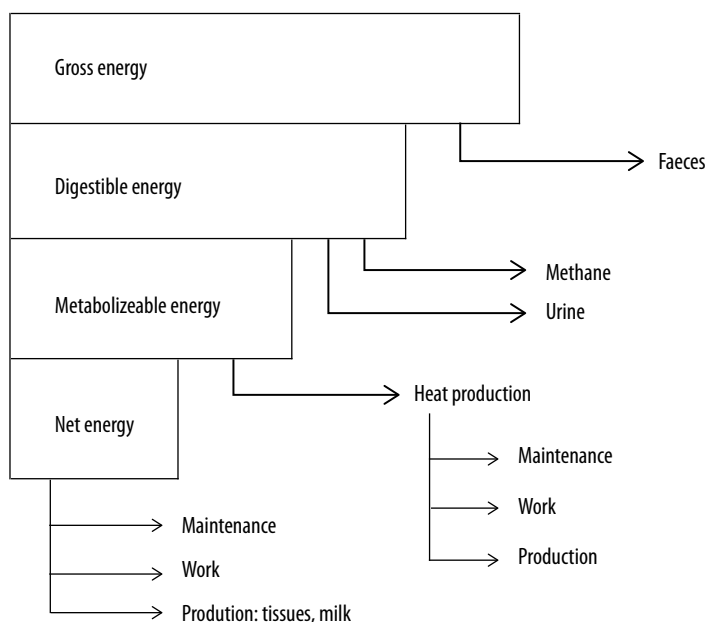 Gross energy
Faeces
Digestible energy
Methane
Metabolizeable energy
Urine
Heat production
Net energy
Maintenance
Work
Production
Maintenance
Work
Prodution: tissues, milk